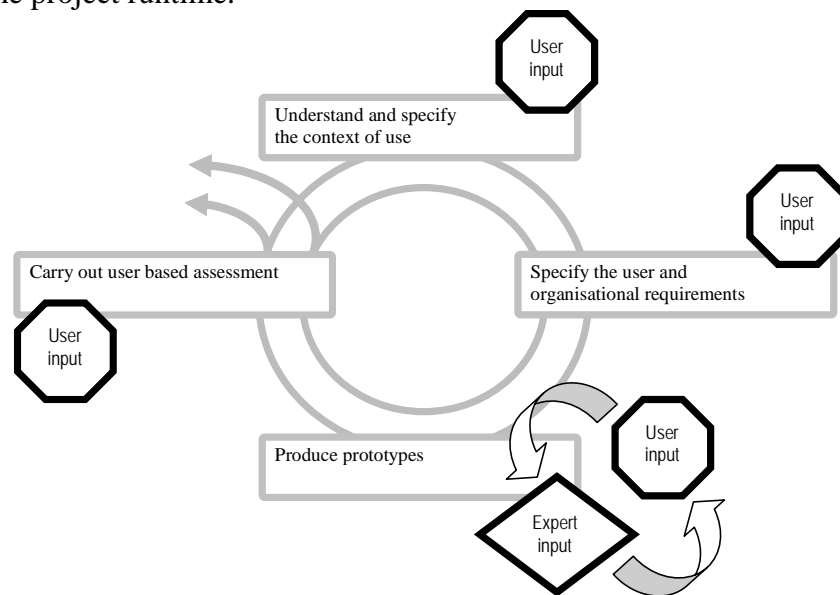 project runtime.
User
input
Understand and specify
the context of use
User
input
Carry out user based assessment
Specify the user and
organisational requirements
User
input
User
input
Produce prototypes
Expert
input